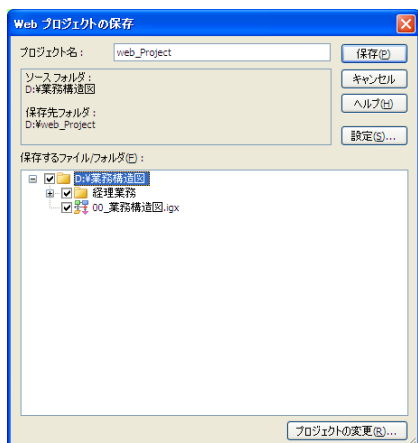 Web プロジェクトの保存
プロジェクト名： web_Project 保存(P)
ソース フォルダ：
D:¥業務構造図
キャンセル
保存先フォルダ：
D:¥web_Project
ヘルプ(H)
設定(S)...
保存するファイル/フォルダ(F)：
D:¥業務構造図
経理業務
00_業務構造図.igx
プロジェクトの変更(R)...